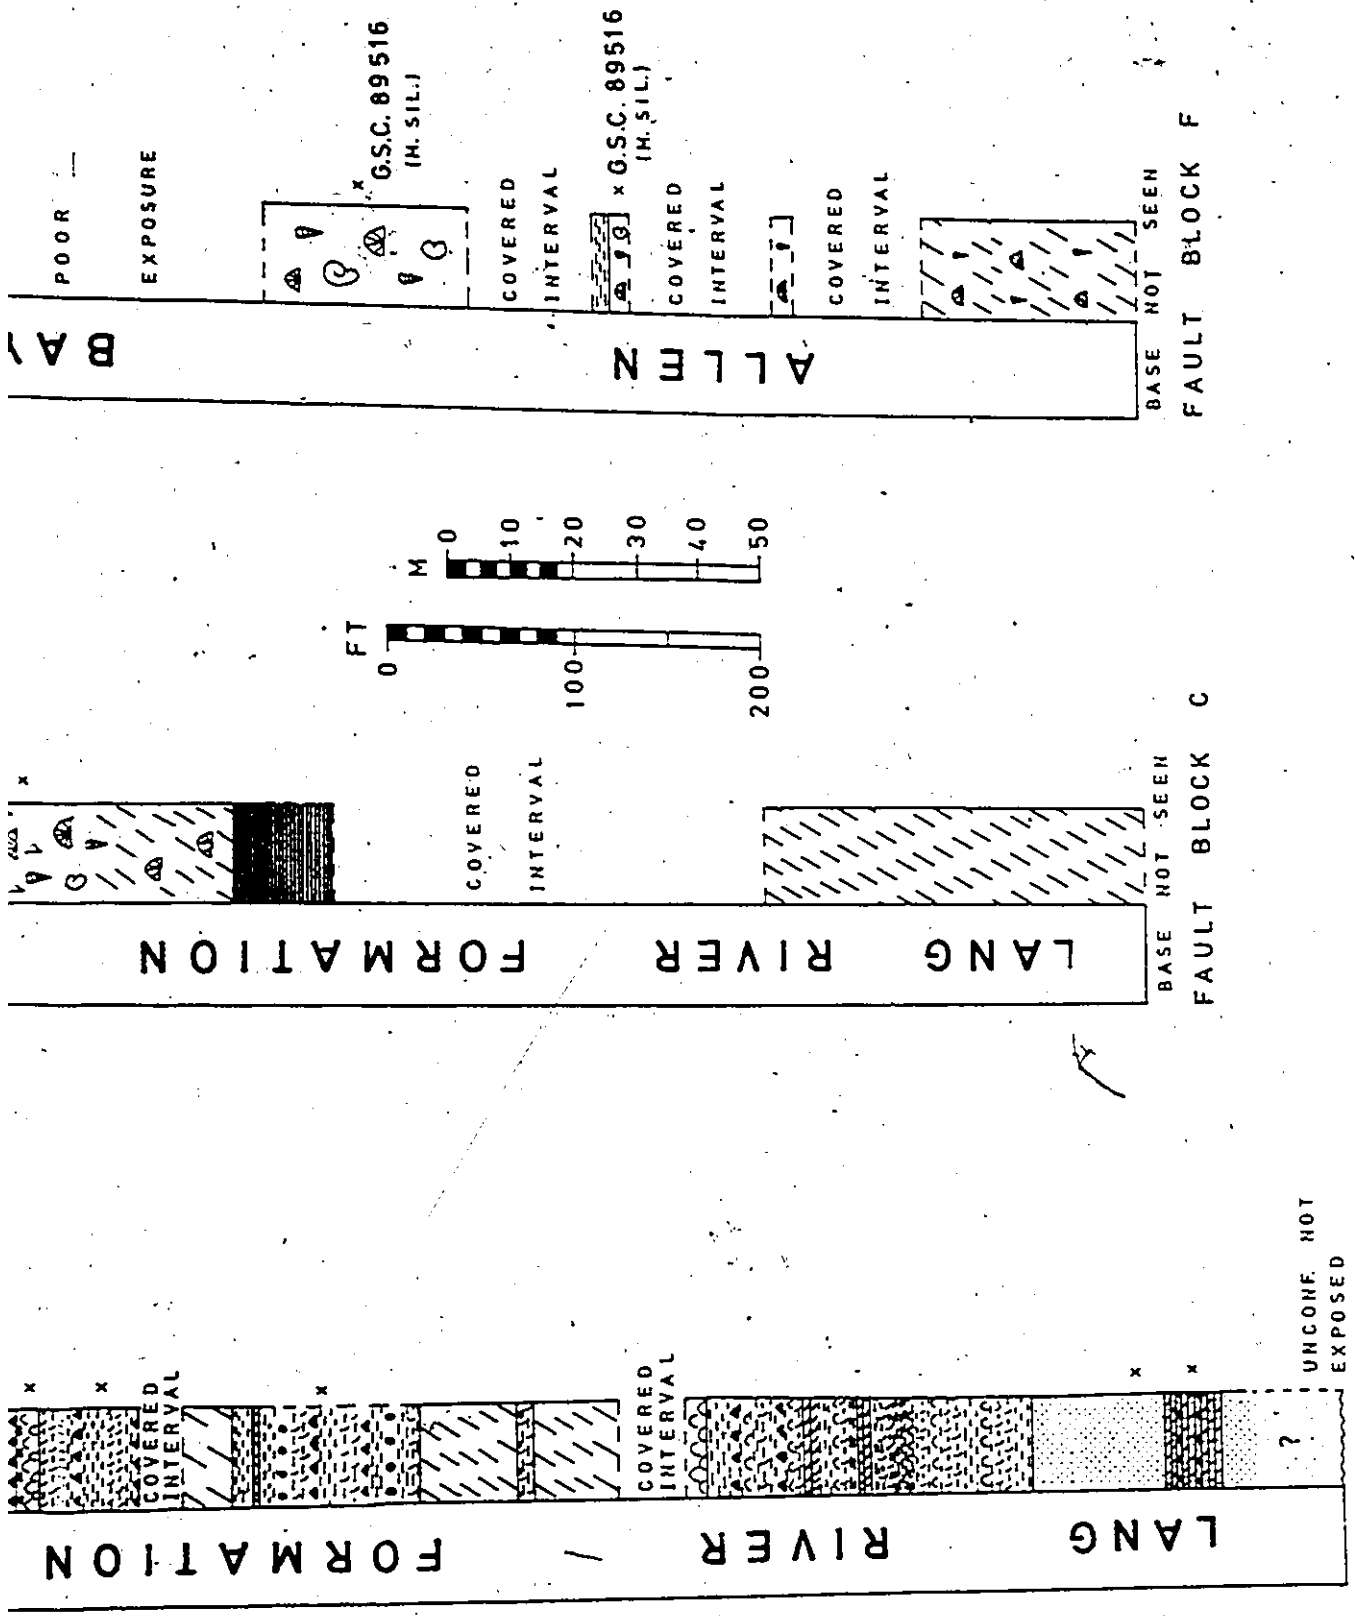 POOR —
EXPOSURE
x
G.S.C. 89516
(H. SIL.)
COVERED
INTERVAL
x G.S.C. 89516
(H. SIL.)
COVERED
INTERVAL
COVERED
INTERVAL
BAY
ALLEN
BASE NOT SEEN
FAULT BLOCK F
M
0
10
20
30
40
50
FT
0
100
200
x
COVERED
INTERVAL
FORMATION
RIVER
LANG
BASE NOT SEEN
FAULT BLOCK C
x
x
COVERED
INTERVAL
x
COVERED
INTERVAL
x
x
?
UNCONF. NOT
EXPOSED
FORMATION
RIVER
LANG